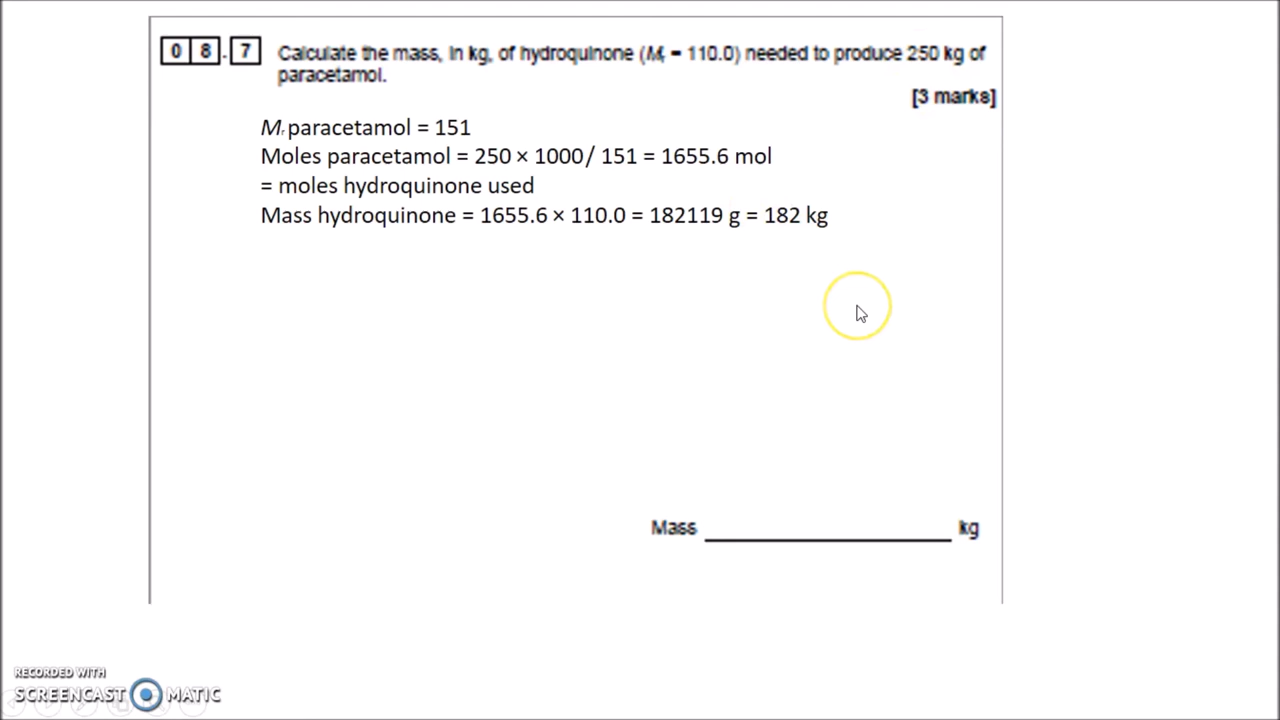 0 8 . 7 Calculate the mass, in kg, of hydroquinone (Mr = 110.0) needed to produce 250 kg of
paracetamol.
[3 marks]
Mr paracetamol = 151
Moles paracetamol = 250 × 1000/ 151 = 1655.6 mol
= moles hydroquinone used
Mass hydroquinone = 1655.6 × 110.0 = 182119 g = 182 kg
Mass ____________ kg
RECORDED WITH
SCREENCAST MATIC